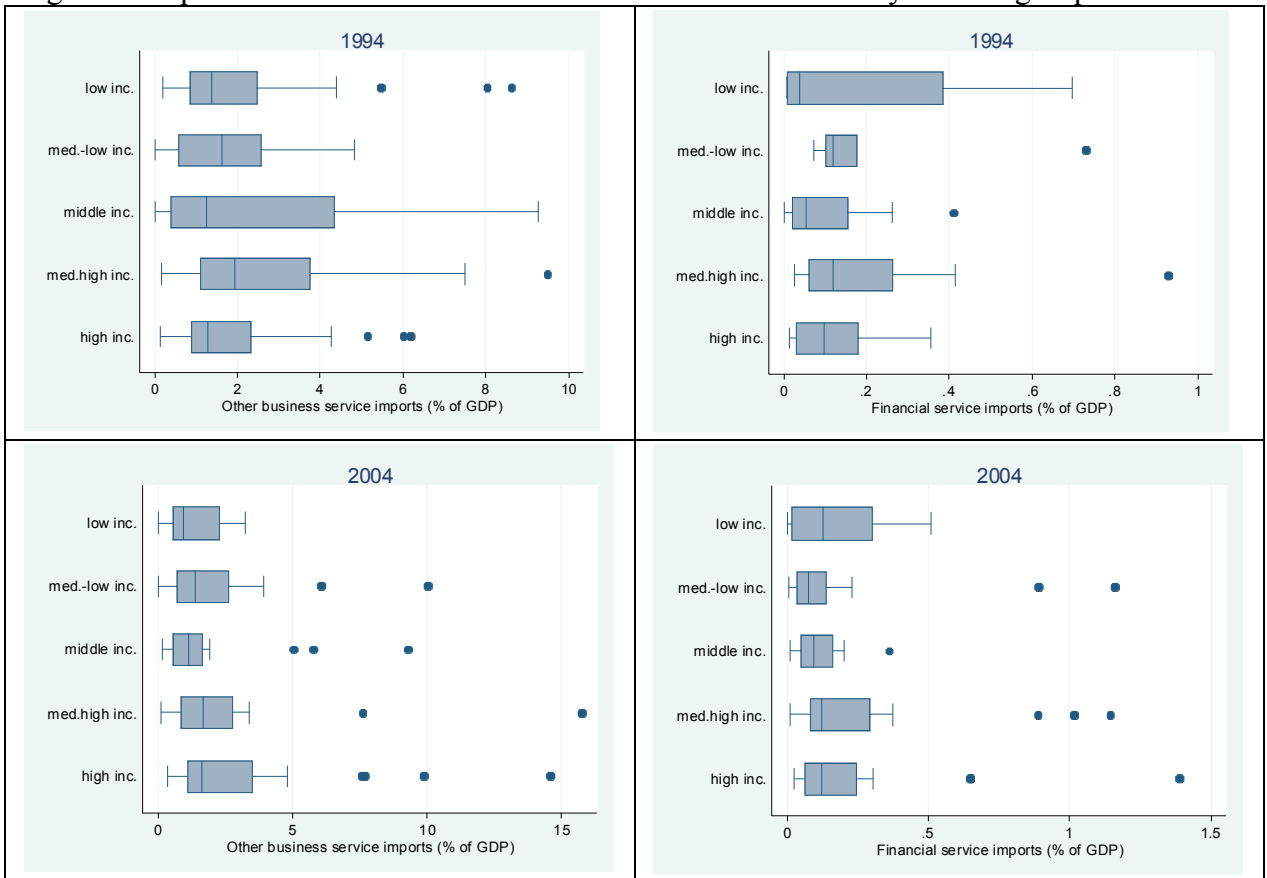 1994
low inc.
med.-low inc.
middle inc.
med.high inc.
high inc.
0 2 4 6 8 10
Other business service imports (% of GDP)
1994
low inc.
med.-low inc.
middle inc.
med.high inc.
high inc.
0 .2 .4 .6 .8 1
Financial service imports (% of GDP)
2004
low inc.
med.-low inc.
middle inc.
med.high inc.
high inc.
0 5 10 15
Other business service imports (% of GDP)
2004
low inc.
med.-low inc.
middle inc.
med.high inc.
high inc.
0 .5 1 1.5
Financial service imports (% of GDP)